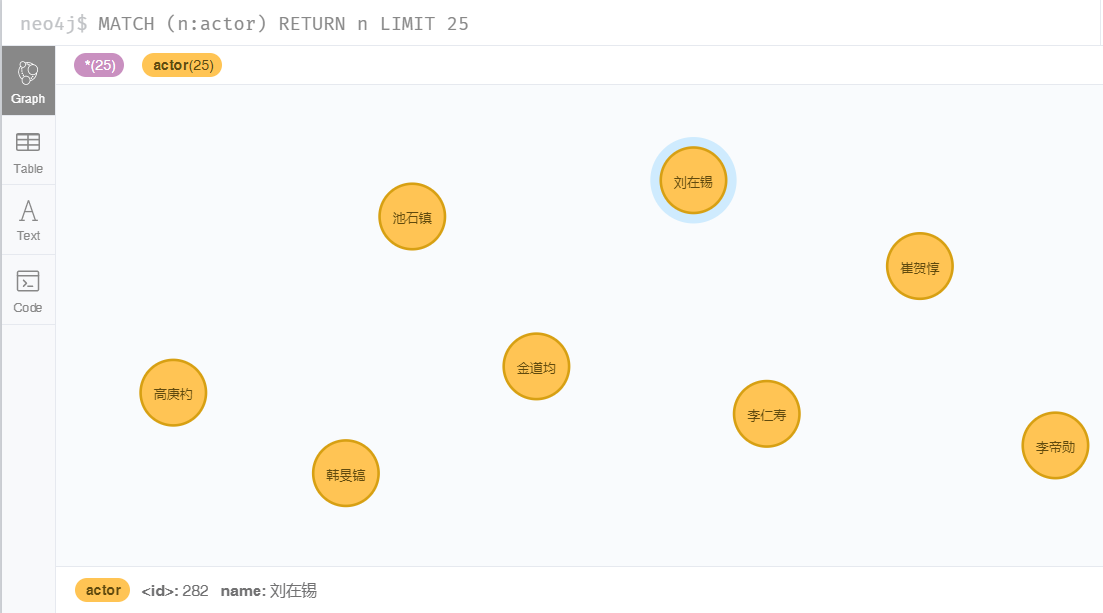 neo4j$ MATCH (n:actor) RETURN n LIMIT 25
*(25) actor(25)
Graph
Table
Text
Code
刘在锡
池石镇
崔贺惇
金道均
高庚杓
李仁寿
李帝勋
韩旻镐
actor <id>: 282 name: 刘在锡